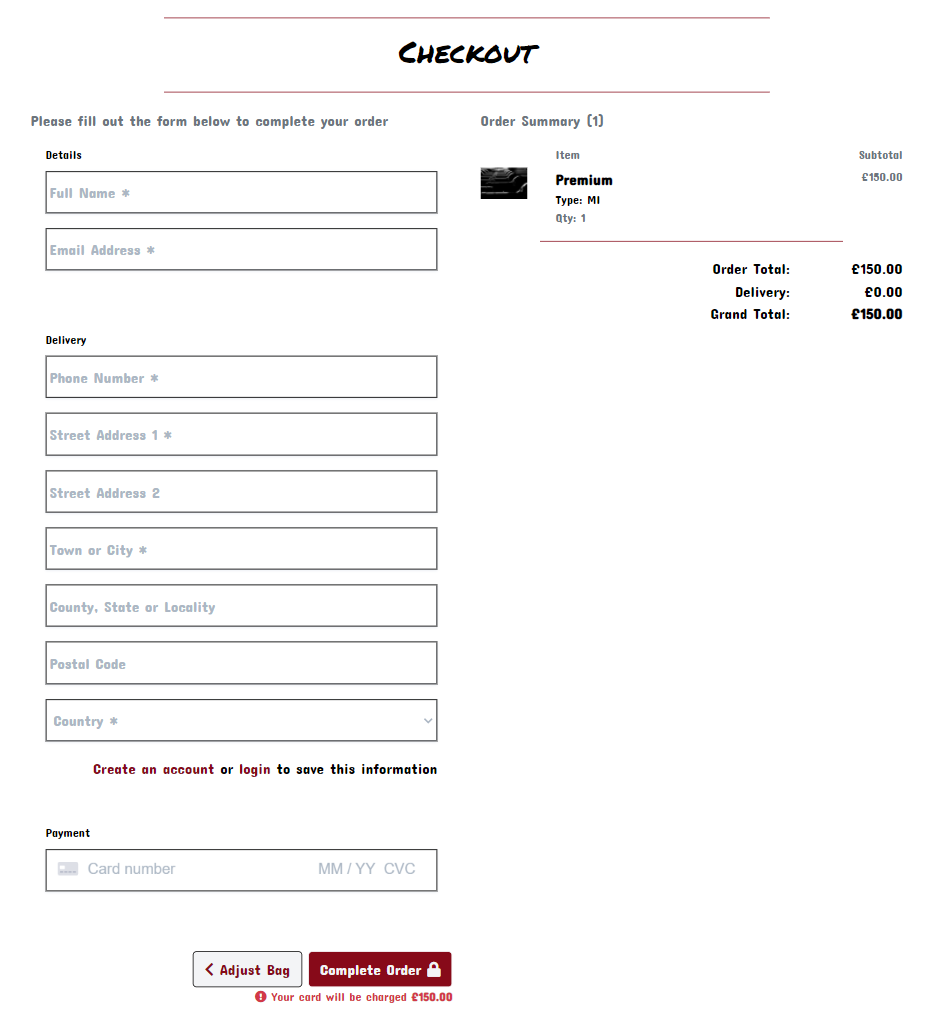 Checkout
Please fill out the form below to complete your order
Details
Full Name *
Email Address *
Delivery
Phone Number *
Street Address 1 *
Street Address 2
Town or City *
County, State or Locality
Postal Code
Country *
Create an account or login to save this information
Payment
Card number MM / YY CVC
Adjust Bag Complete Order
Your card will be charged £150.00
Order Summary (1)
Item Subtotal
Premium £150.00
Type: MI
Qty: 1
Order Total: £150.00
Delivery: £0.00
Grand Total: £150.00